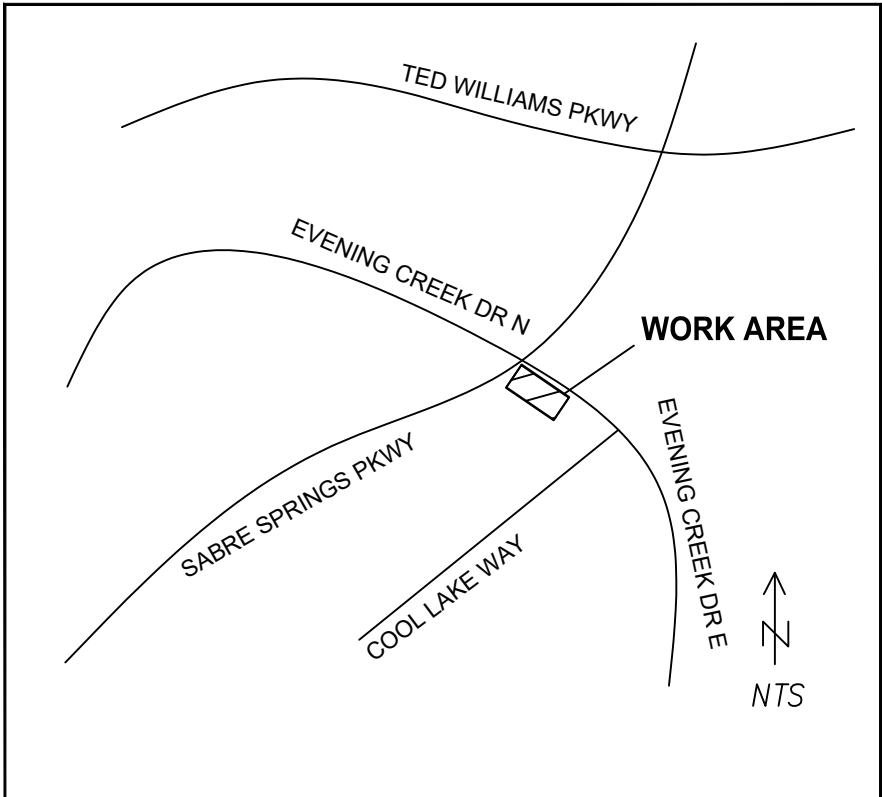 TED WILLIAMS PKWY
EVENING CREEK DR N
WORK AREA
EVENING CREEK DR E
SABRE SPRINGS PKWY
COOL LAKE WAY
N
NTS